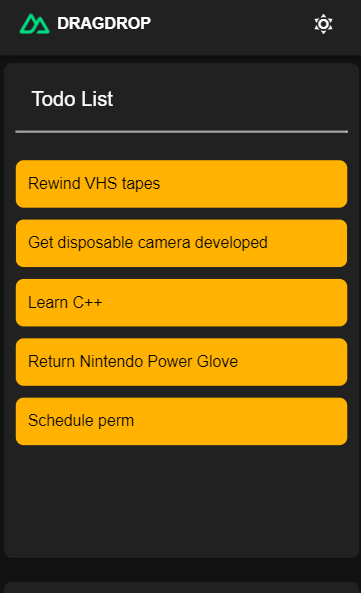 DRAGDROP
Todo List
Rewind VHS tapes
Get disposable camera developed
Learn C++
Return Nintendo Power Glove
Schedule perm